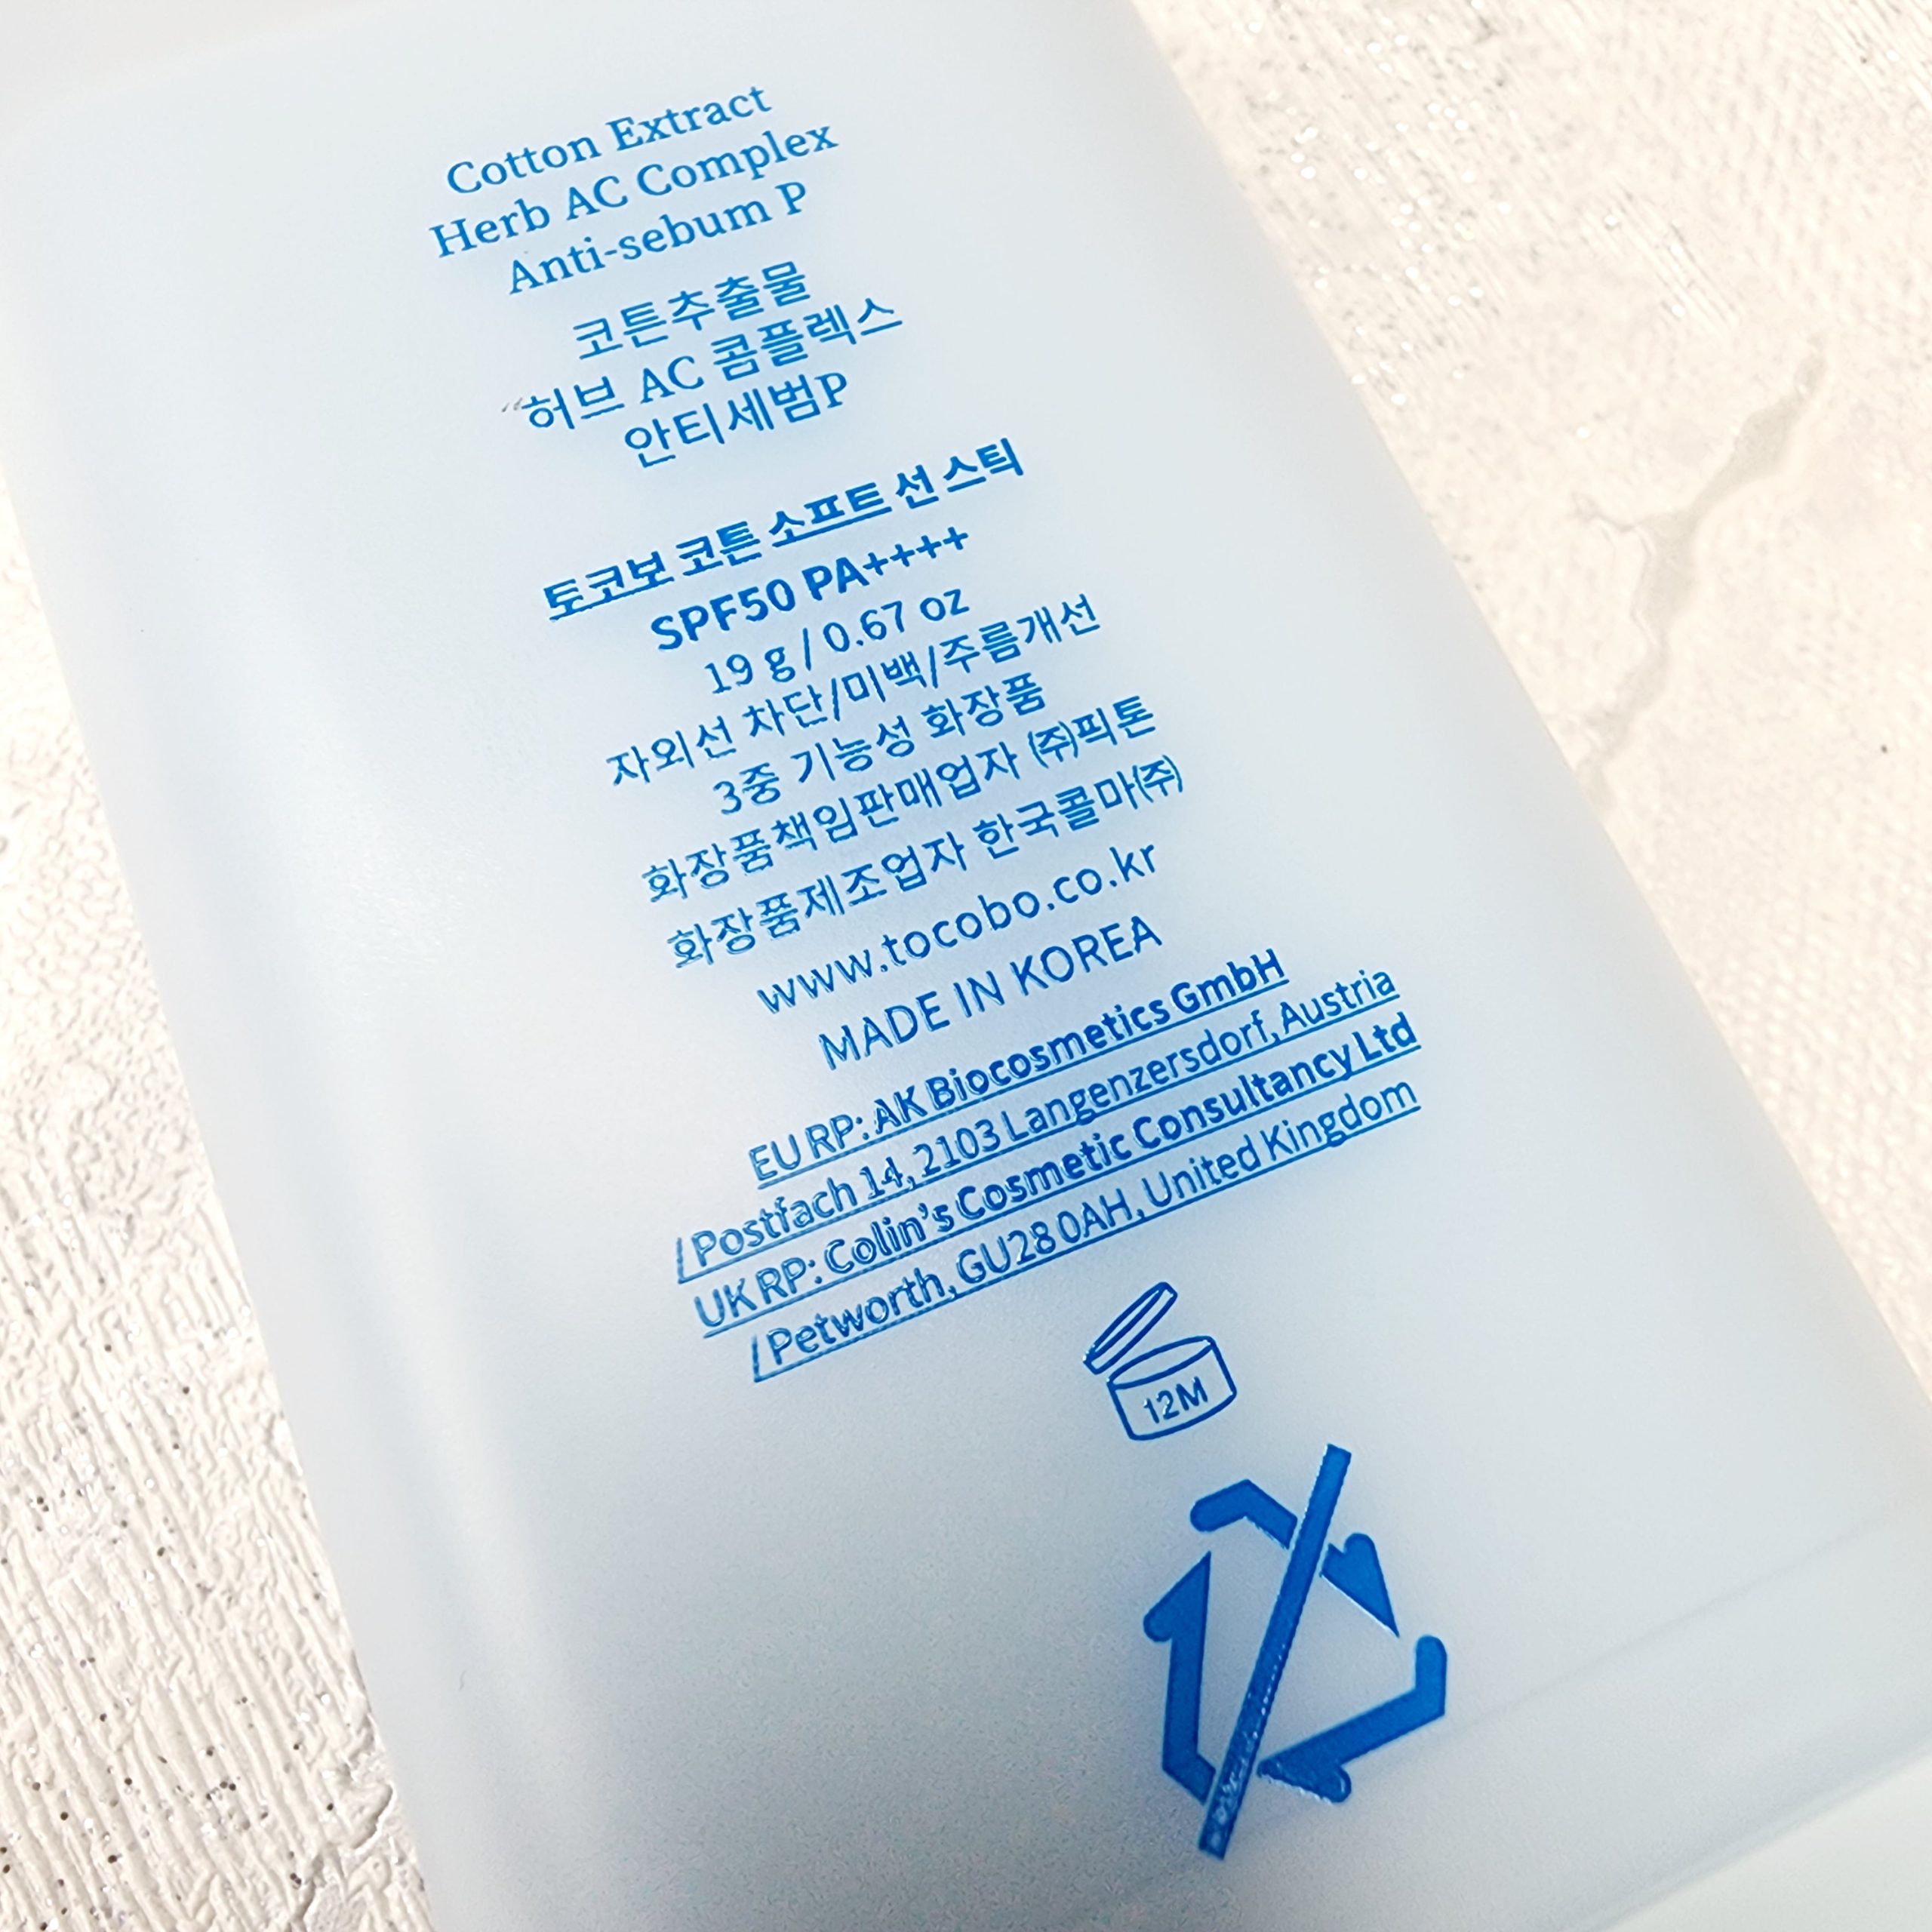 Cotton Extract
Herb AC Complex
Anti-sebum P
코튼추출물
허브 AC 콤플렉스
안티세범P
토코보 코튼 소프트 선 스틱
SPF50 PA++++
19 g / 0.67 oz
자외선 차단/미백/주름개선
3중 기능성 화장품
화장품책임판매업자 ㈜픽톤
화장품제조업자 한국콜마㈜
www.tocobo.co.kr
MADE IN KOREA
EU RP: AK Biocosmetics GmbH
/ Postfach 14, 2103 Langenzersdorf, Austria
UK RP: Colin's Cosmetic Consultancy Ltd
/ Petworth, GU28 0AH, United Kingdom
12M